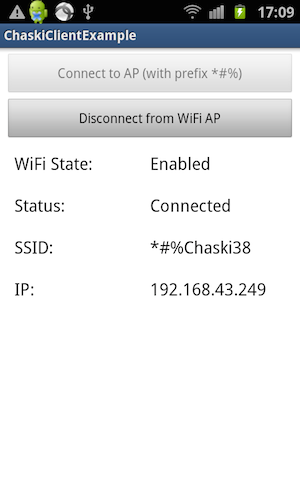 17:09
ChaskiClientExample
Connect to AP (with prefix *#%)
Disconnect from WiFi AP
WiFi State: Enabled
Status: Connected
SSID: *#%Chaski38
IP: 192.168.43.249